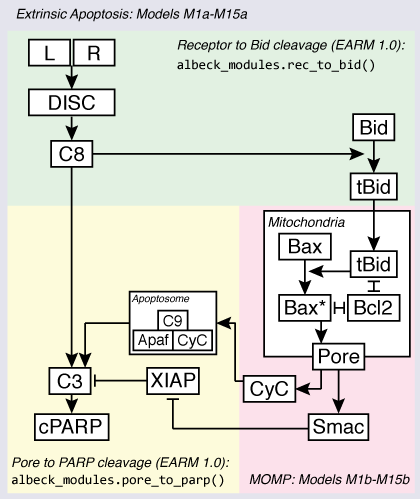 Extrinsic Apoptosis: Models M1a-M15a
Receptor to Bid cleavage (EARM 1.0):
albeck_modules.rec_to_bid()
L R
DISC
C8
Bid
tBid
Mitochondria
Bax
tBid
Bax* Bcl2
Pore
Apoptosome
C9
Apaf CyC
C3
XIAP
CyC
cPARP
Smac
Pore to PARP cleavage (EARM 1.0):
albeck_modules.pore_to_parp()
MOMP: Models M1b-M15b